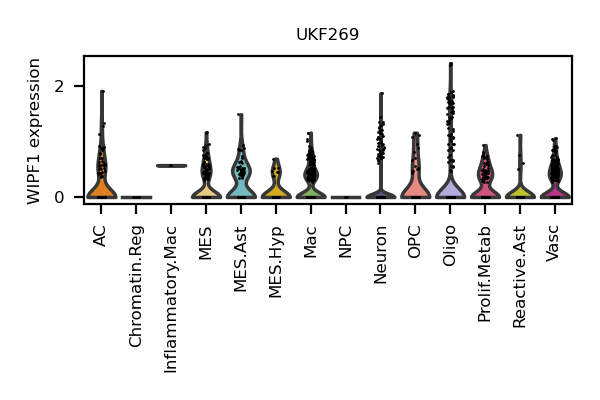 UKF269
WIPF1 expression
2
0
AC
Chromatin.Reg
Inflammatory.Mac
MES
MES.Ast
MES.Hyp
Mac
NPC
Neuron
OPC
Oligo
Prolif.Metab
Reactive.Ast
Vasc